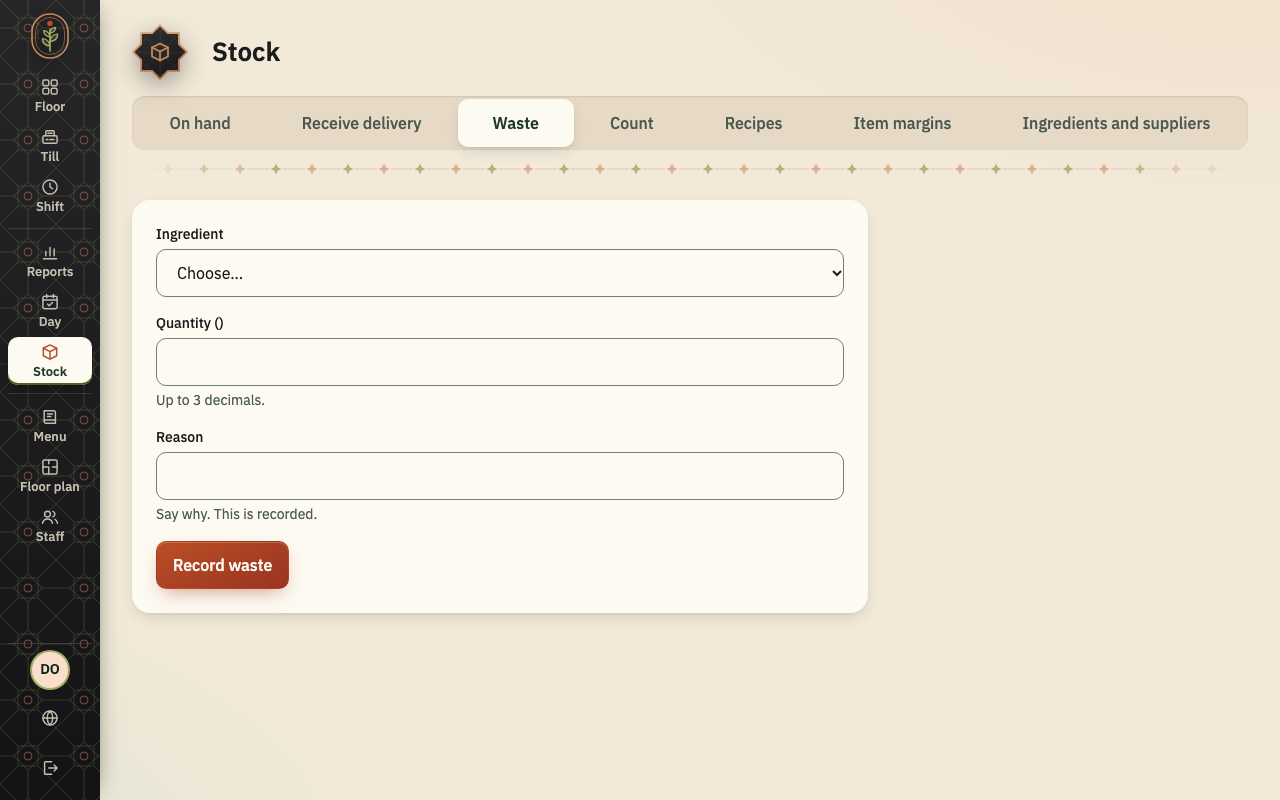 Stock
Floor
Till
Shift
Reports
Day
Stock
Menu
Floor plan
Staff
DO
On hand
Receive delivery
Waste
Count
Recipes
Item margins
Ingredients and suppliers
Ingredient
Choose...
Quantity ()
Up to 3 decimals.
Reason
Say why. This is recorded.
Record waste